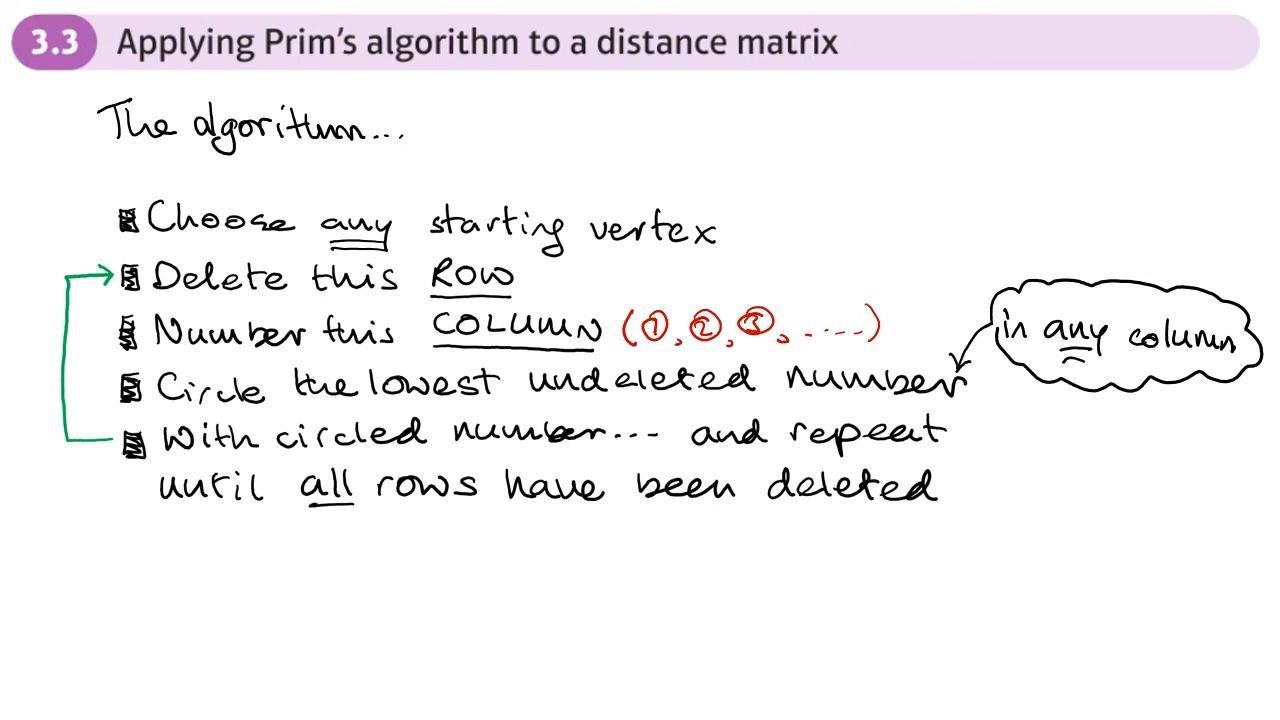 3.3 Applying Prim's algorithm to a distance matrix
The algorithm...
Choose any starting vertex
Delete this ROW
Number this COLUMN (1, 2, 3, .....)
in any column
Circle the lowest undeleted number
With circled number... and repeat
until all rows have been deleted